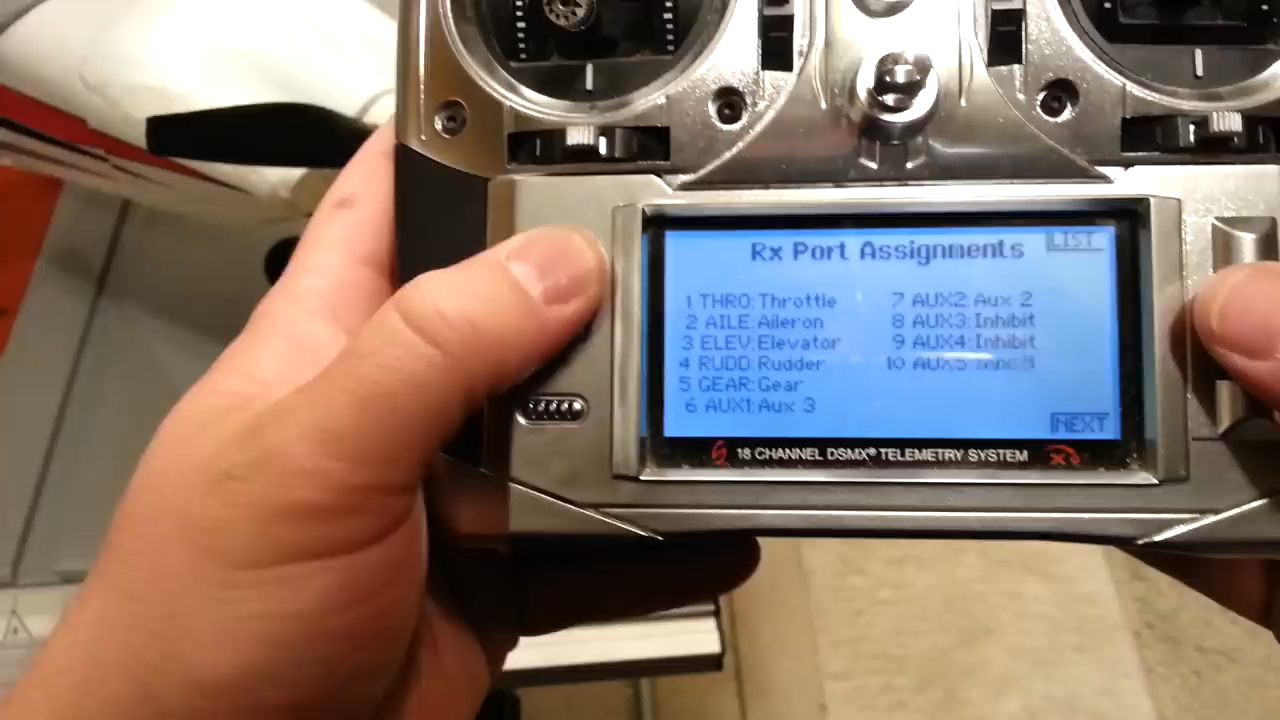 Rx Port Assignments
LIST
1 THRO: Throttle
2 AILE: Aileron
3 ELEV: Elevator
4 RUDD: Rudder
5 GEAR: Gear
6 AUX1: Aux 3
7 AUX2: Aux 2
8 AUX3: Inhibit
9 AUX4: Inhibit
10 AUX5:
NEXT
18 CHANNEL DSMX® TELEMETRY SYSTEM